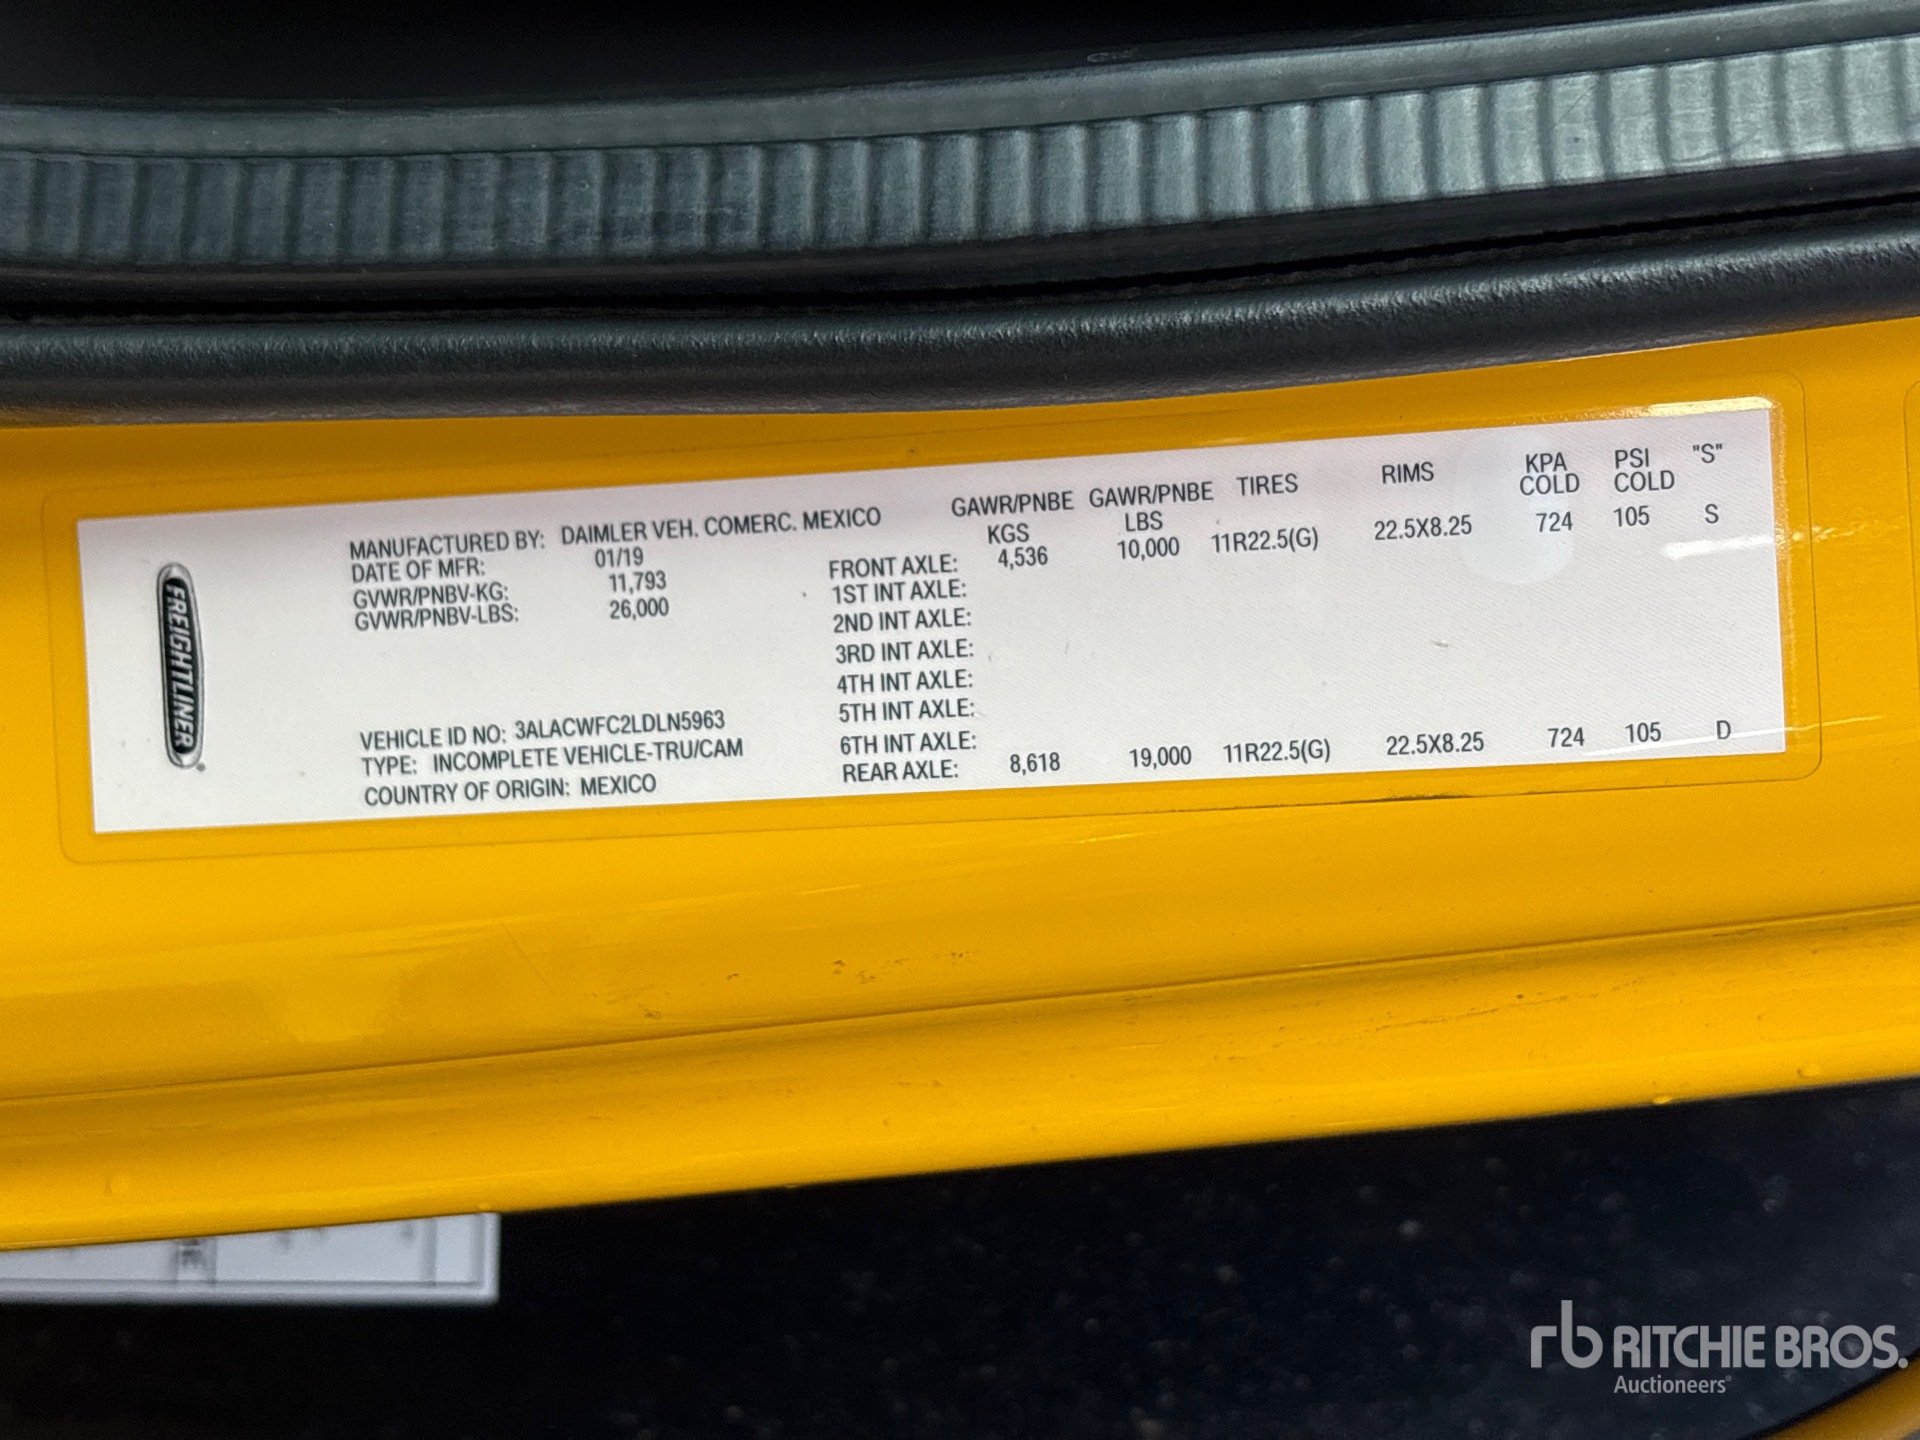 FREIGHTLINER
MANUFACTURED BY: DAIMLER VEH. COMERC. MEXICO
DATE OF MFR: 01/19
GVWR/PNBV-KG: 11,793
GVWR/PNBV-LBS: 26,000
VEHICLE ID NO: 3ALACWFC2LDLN5963
TYPE: INCOMPLETE VEHICLE-TRU/CAM
COUNTRY OF ORIGIN: MEXICO
GAWR/PNBE GAWR/PNBE TIRES RIMS KPA PSI "S"
KGS LBS COLD COLD
FRONT AXLE: 4,536 10,000 11R22.5(G) 22.5X8.25 724 105 S
1ST INT AXLE:
2ND INT AXLE:
3RD INT AXLE:
4TH INT AXLE:
5TH INT AXLE:
6TH INT AXLE:
REAR AXLE: 8,618 19,000 11R22.5(G) 22.5X8.25 724 105 D
rb RITCHIE BROS.
Auctioneers